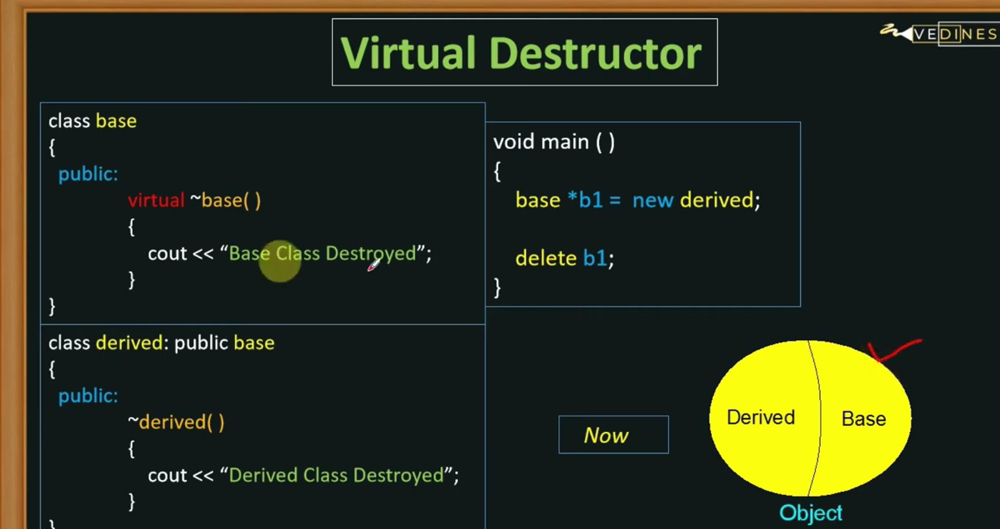 VEDINES
Virtual Destructor
class base
{
public:
virtual ~base( )
{
cout << “Base Class Destroyed”;
}
}
class derived: public base
{
public:
~derived( )
{
cout << “Derived Class Destroyed”;
}
}
void main ( )
{
base *b1 = new derived;
delete b1;
}
Now
Derived
Base
Object